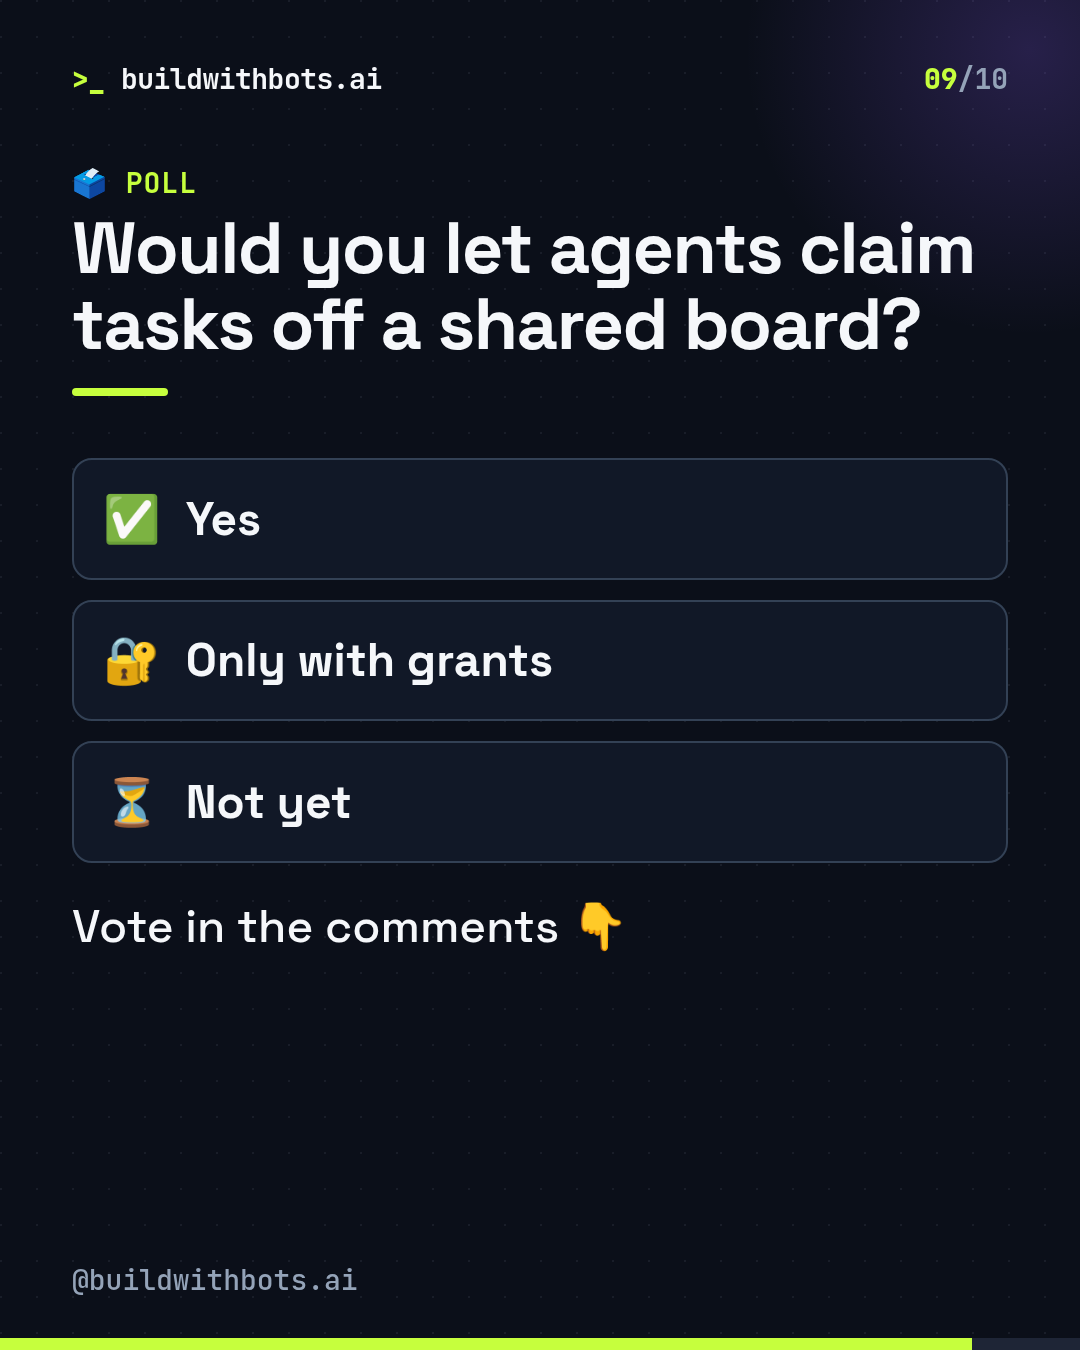 >_ buildwithbots.ai
09/10
POLL
Would you let agents claim
tasks off a shared board?
Yes
Only with grants
Not yet
Vote in the comments 👇
@buildwithbots.ai